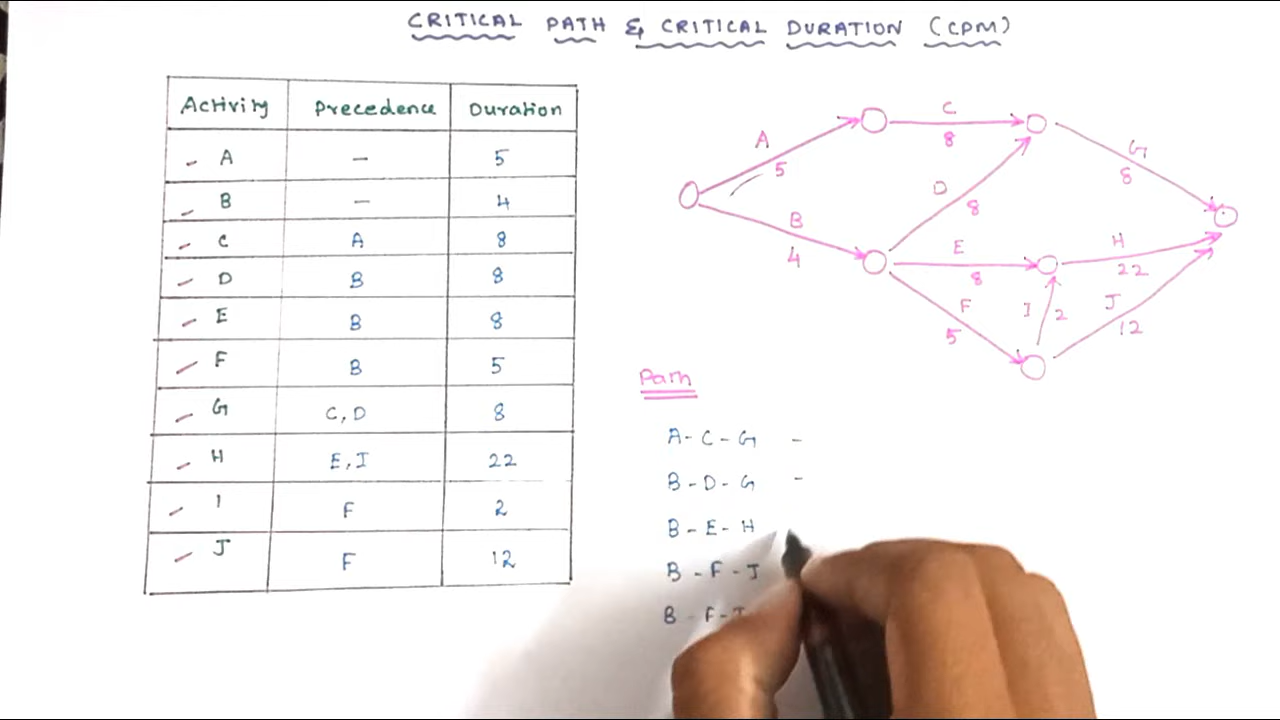 CRITICAL PATH & CRITICAL DURATION (CPM)
Activity Precedence Duration
A - 5
B - 4
C A 8
D B 8
E B 8
F B 5
G C, D 8
H E, I 22
I F 2
J F 12
A 5
B 4
C 8
D 8
E 8
F 5
G 8
H 22
I 2
J 12
Path
A - C - G -
B - D - G -
B - E - H
B - F - J
B - F -